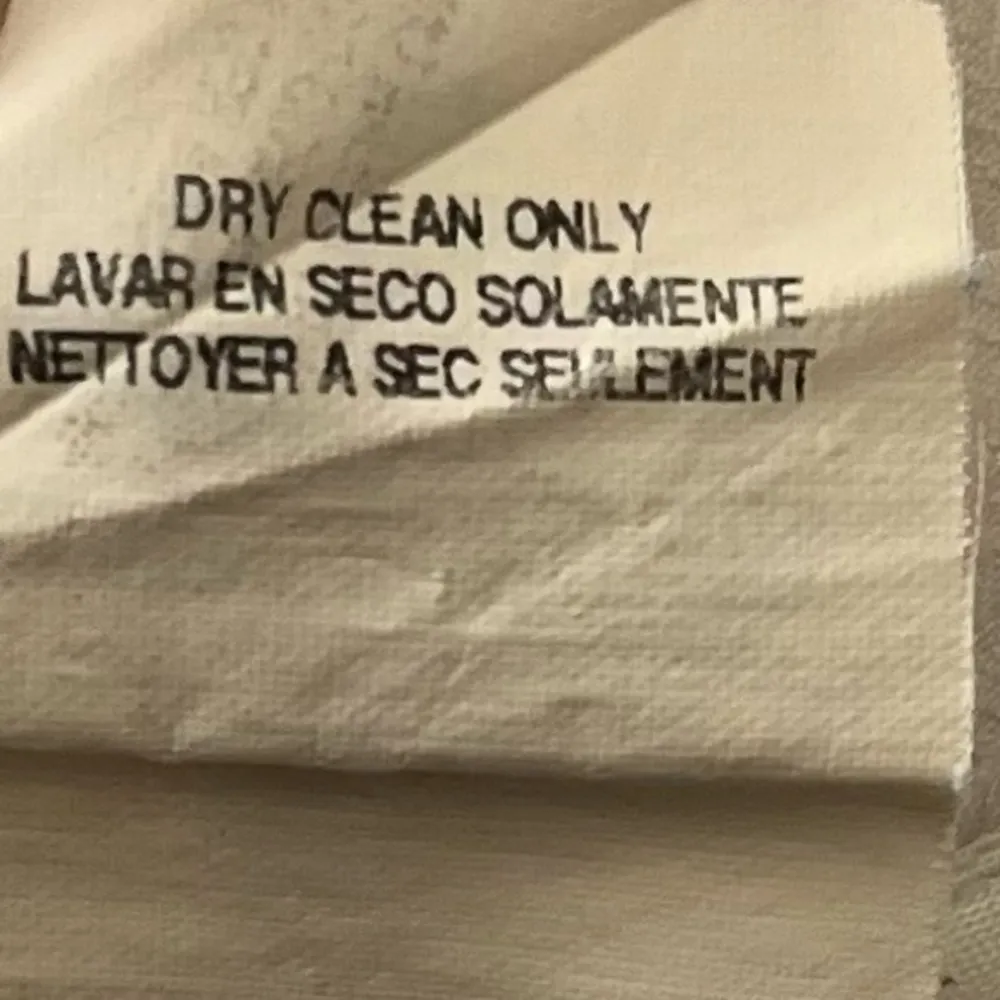 DRY CLEAN ONLY
LAVAR EN SECO SOLAMENTE
NETTOYER A SEC SEULEMENT